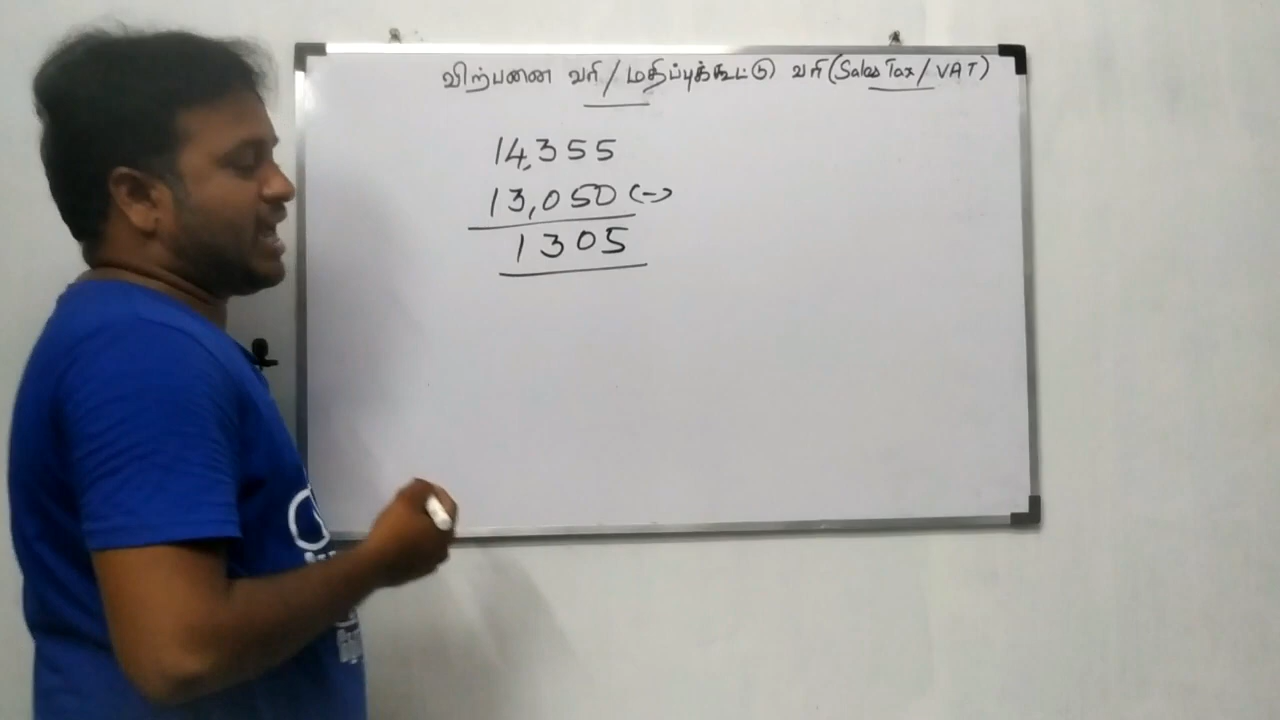 விற்பனை வரி / மதிப்புக்கூட்டு வரி (Sales Tax / VAT)
14,355
13,050 (-)
1305